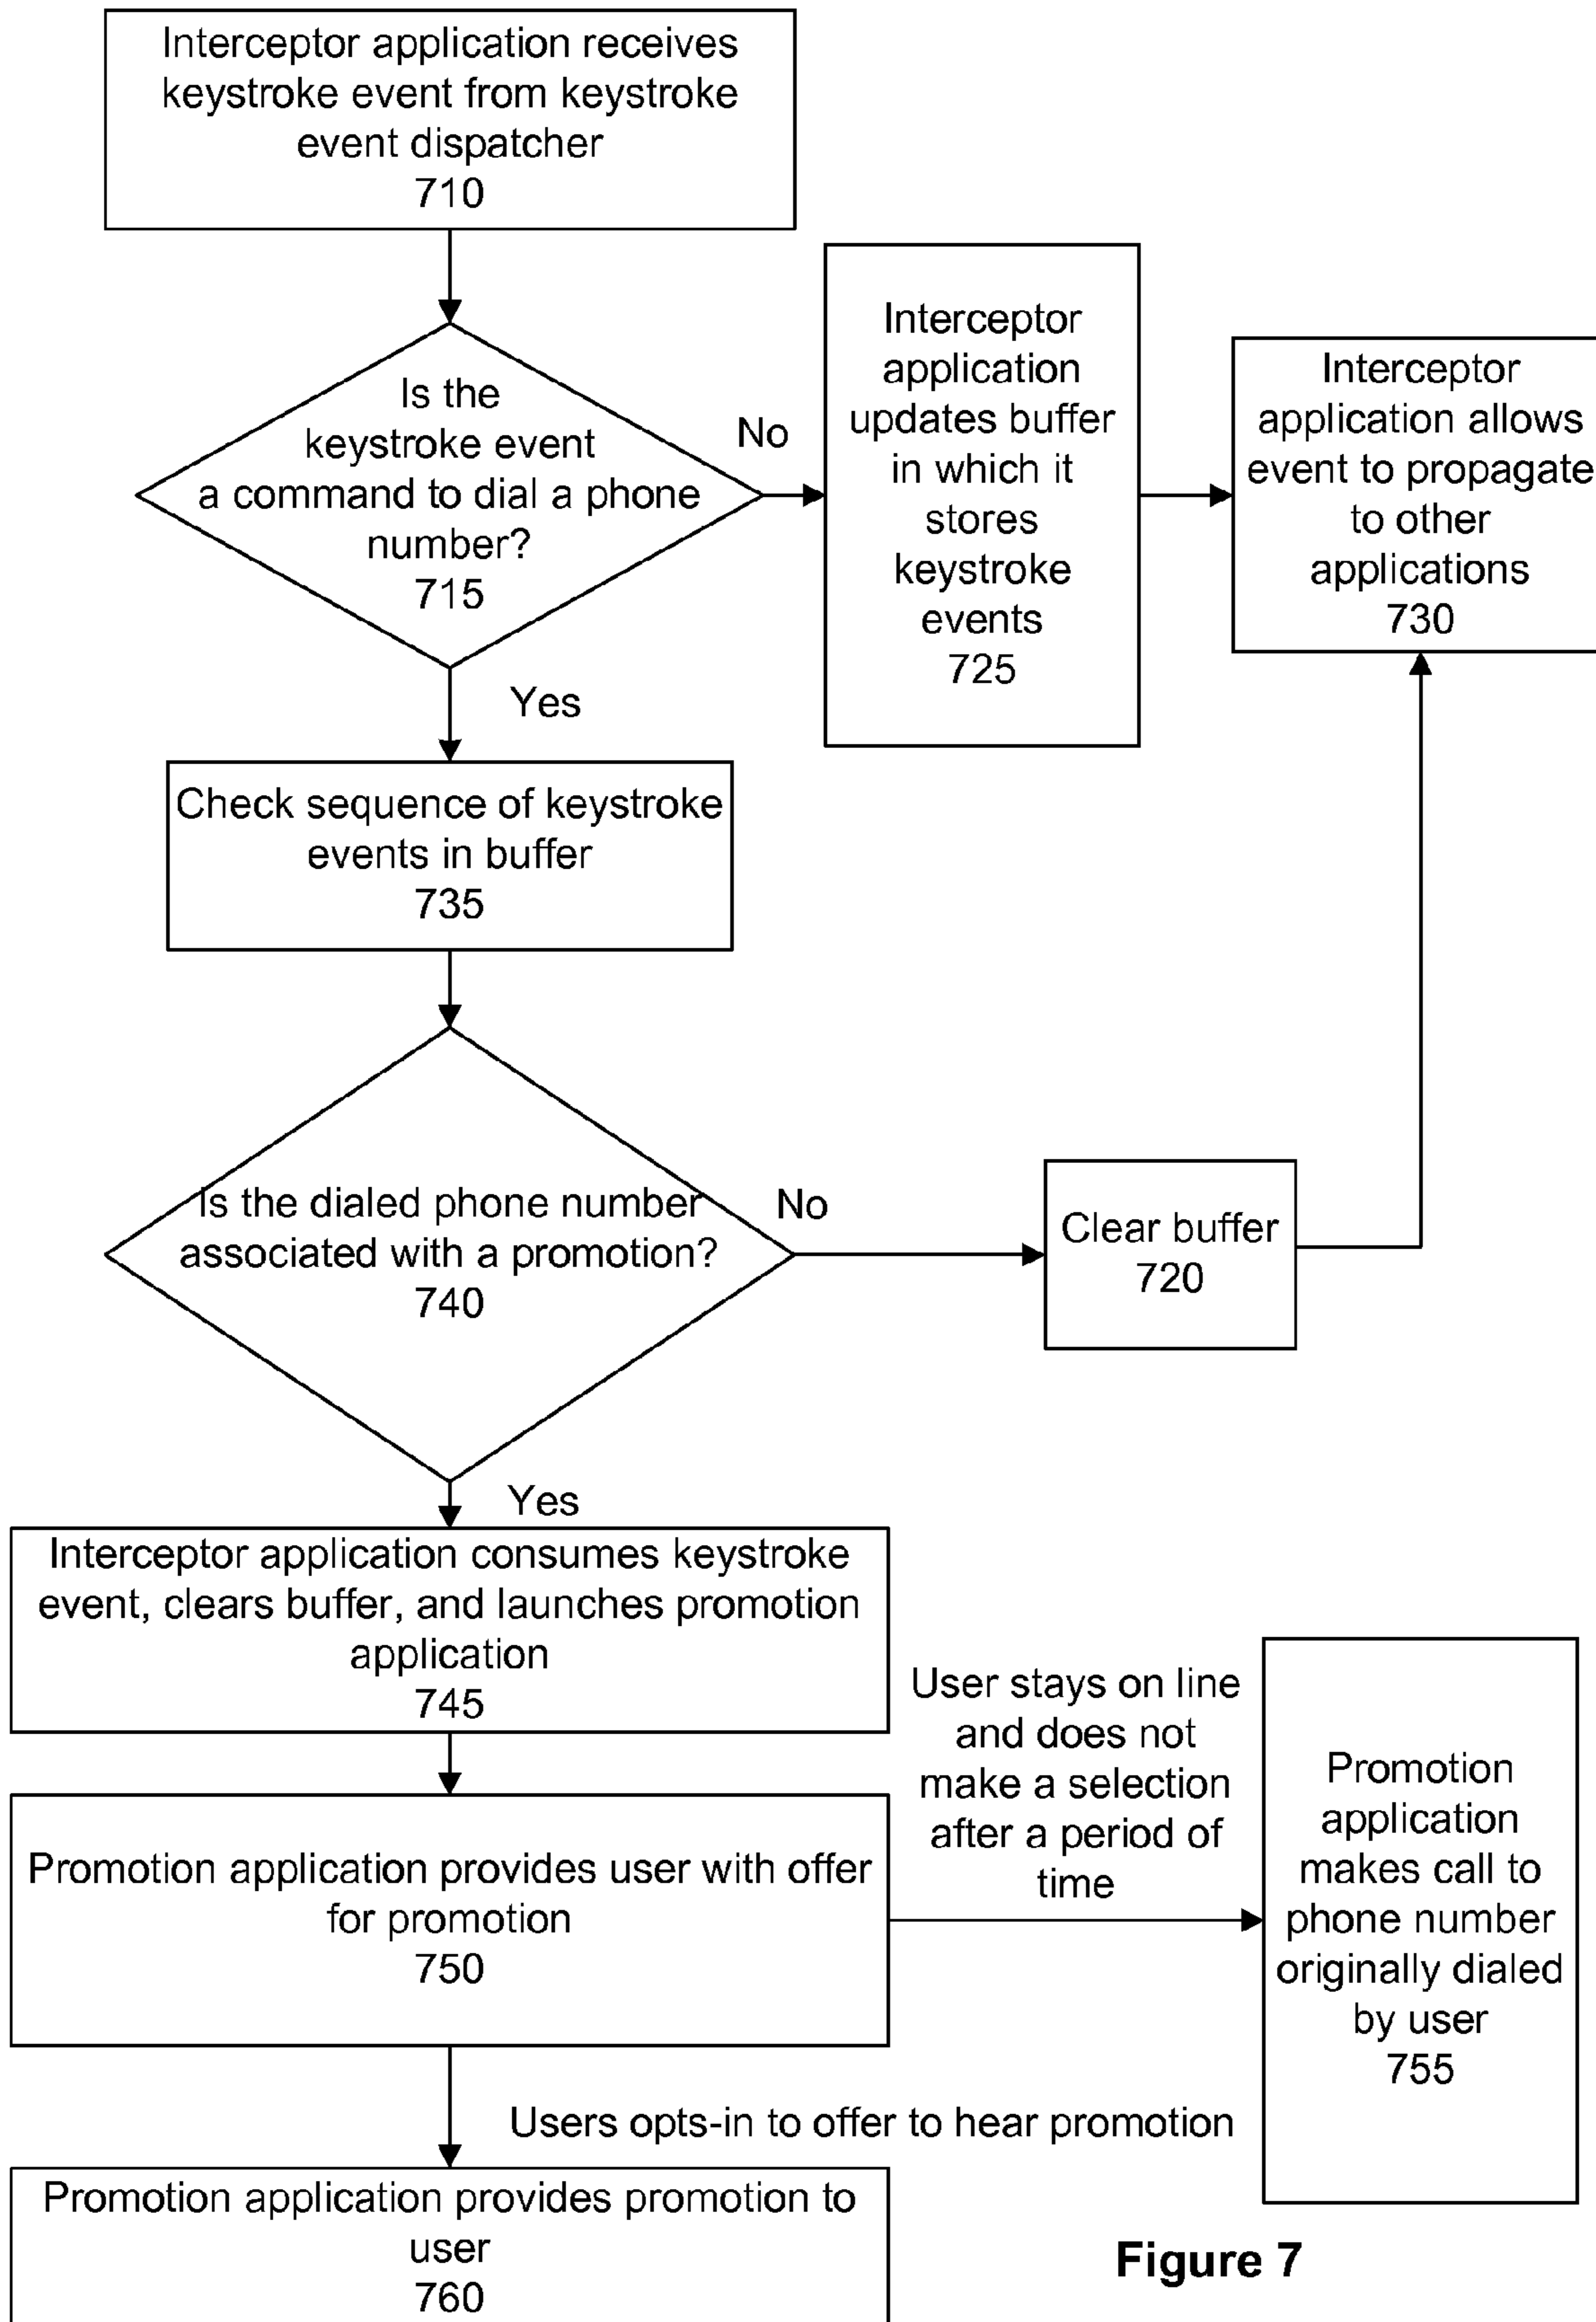 Interceptor application receives
keystroke event from keystroke
event dispatcher
710
Is the
keystroke event
a command to dial a phone
number?
715
No
Interceptor
application
updates buffer
in which it
stores
keystroke
events
725
Interceptor
application allows
event to propagate
to other
applications
730
Yes
Check sequence of keystroke
events in buffer
735
Is the dialed phone number
associated with a promotion?
740
No
Clear buffer
720
Yes
Interceptor application consumes keystroke
event, clears buffer, and launches promotion
application
745
User stays on line
and does not
make a selection
after a period of
time
Promotion
application
makes call to
phone number
originally dialed
by user
755
Promotion application provides user with offer
for promotion
750
Users opts-in to offer to hear promotion
Promotion application provides promotion to
user
760
Figure 7